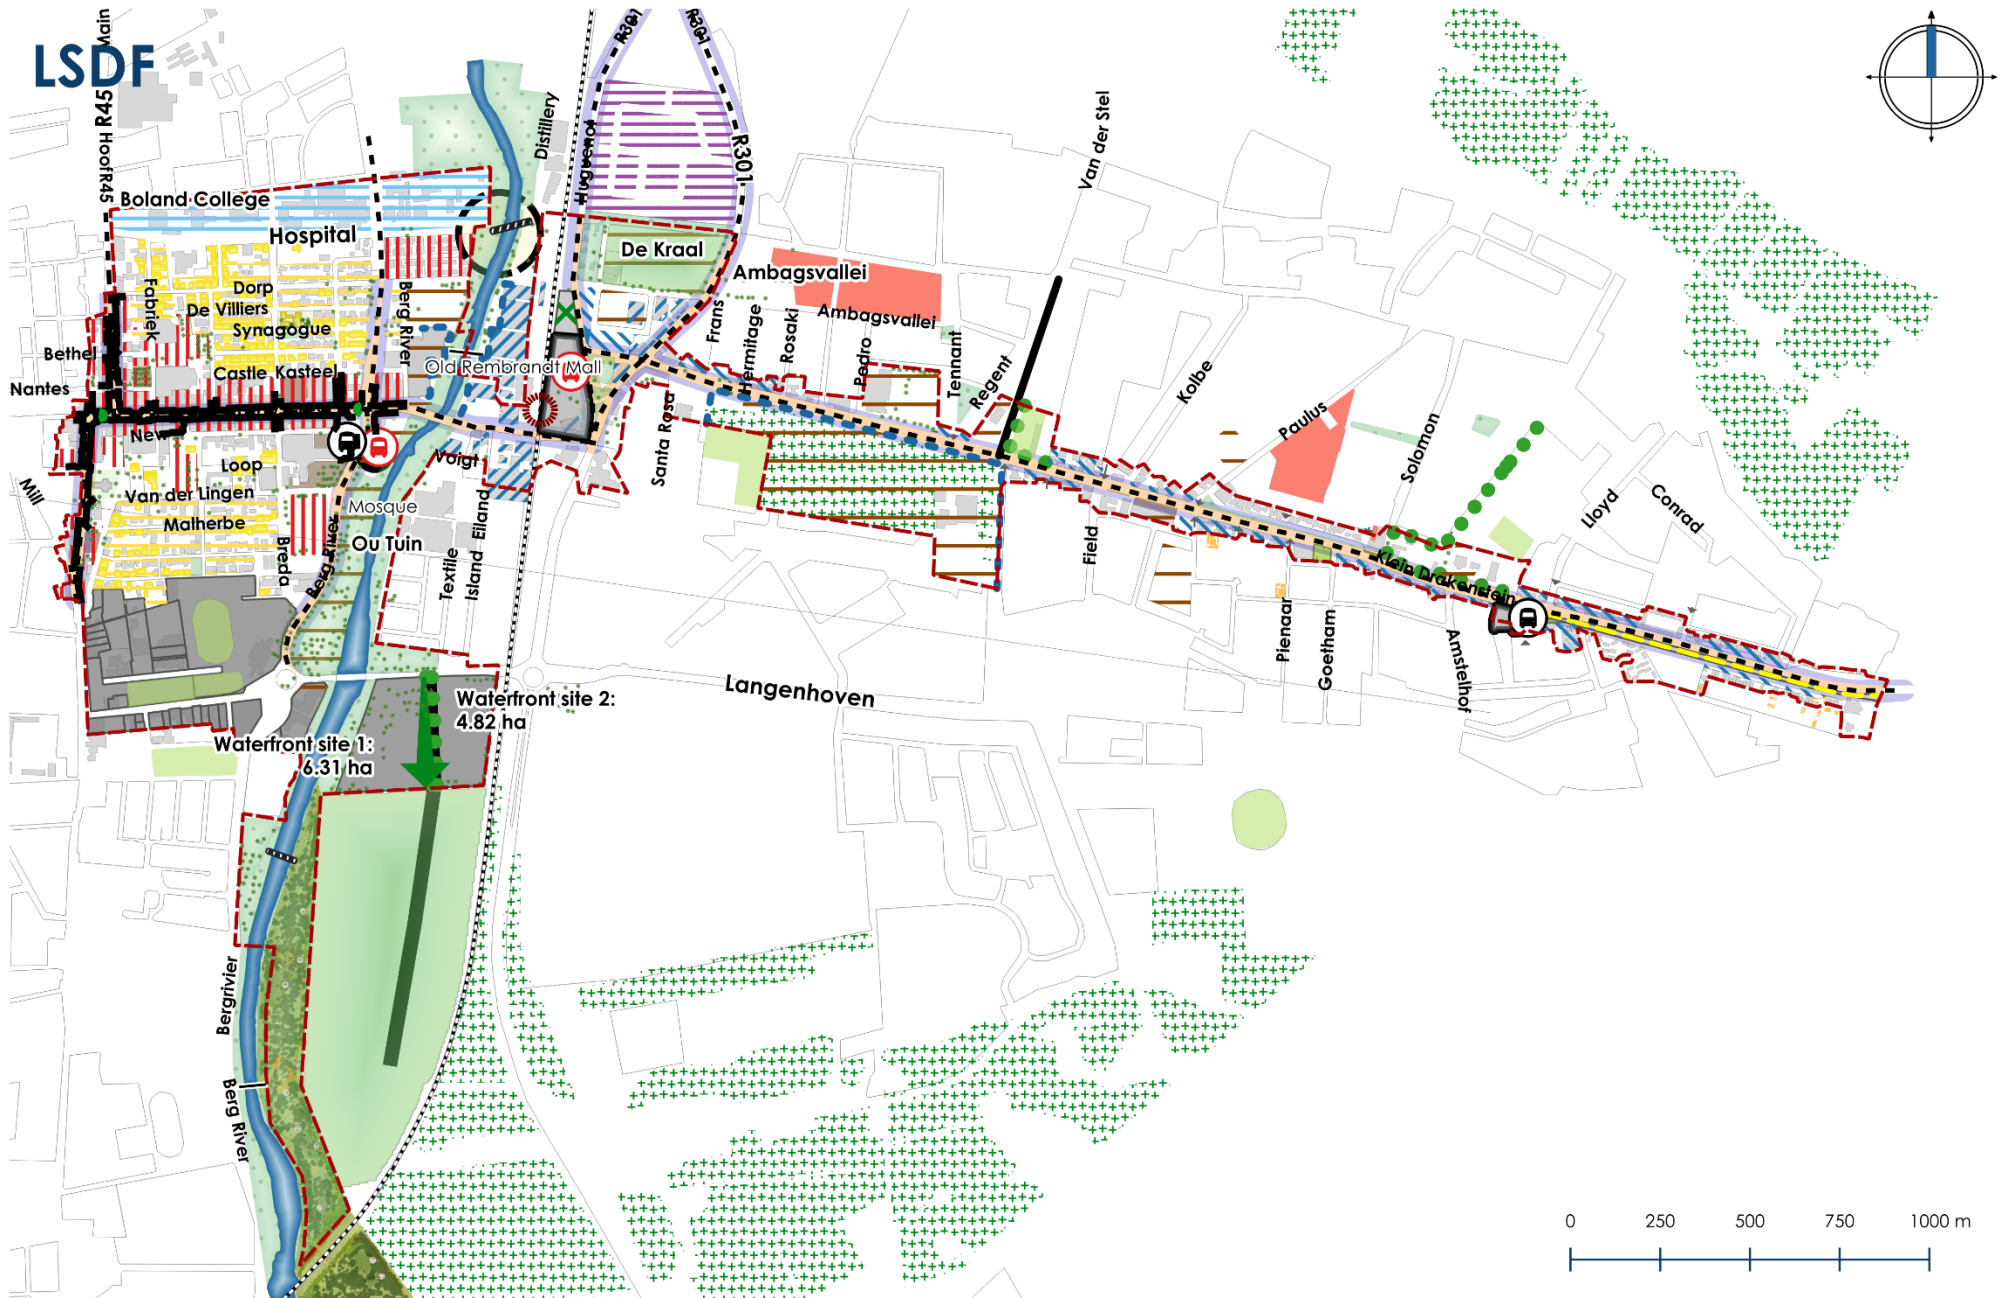 LSDF
R45 Main
R45 Hoof
R301
R301
R301
Distillery
Huguenot
Van der Stel
Boland College
Hospital
De Kraal
Ambagsvallei
Fabriek
Dorp
De Villiers
Synagogue
Berg River
Frans
Hermitage
Rosaki
Ambagsvallei
Pedro
Tennant
Regent
Bethel
Nantes
Castle
Kasteel
Old Rembrandt Mall
Kolbe
Paulus
Solomon
Santa Rosa
New
Mill
Loop
Voigt
Van der Lingen
Malherbe
Mosque
Ou Tuin
Breda
Berg River
Textile
Island
Eiland
Field
Lloyd
Conrad
Klein Drakenstein
Pienaar
Goetham
Amstelhof
Langenhoven
Waterfront site 2:
4.82 ha
Waterfront site 1:
6.31 ha
Bergrivier
Berg River
0 250 500 750 1000 m